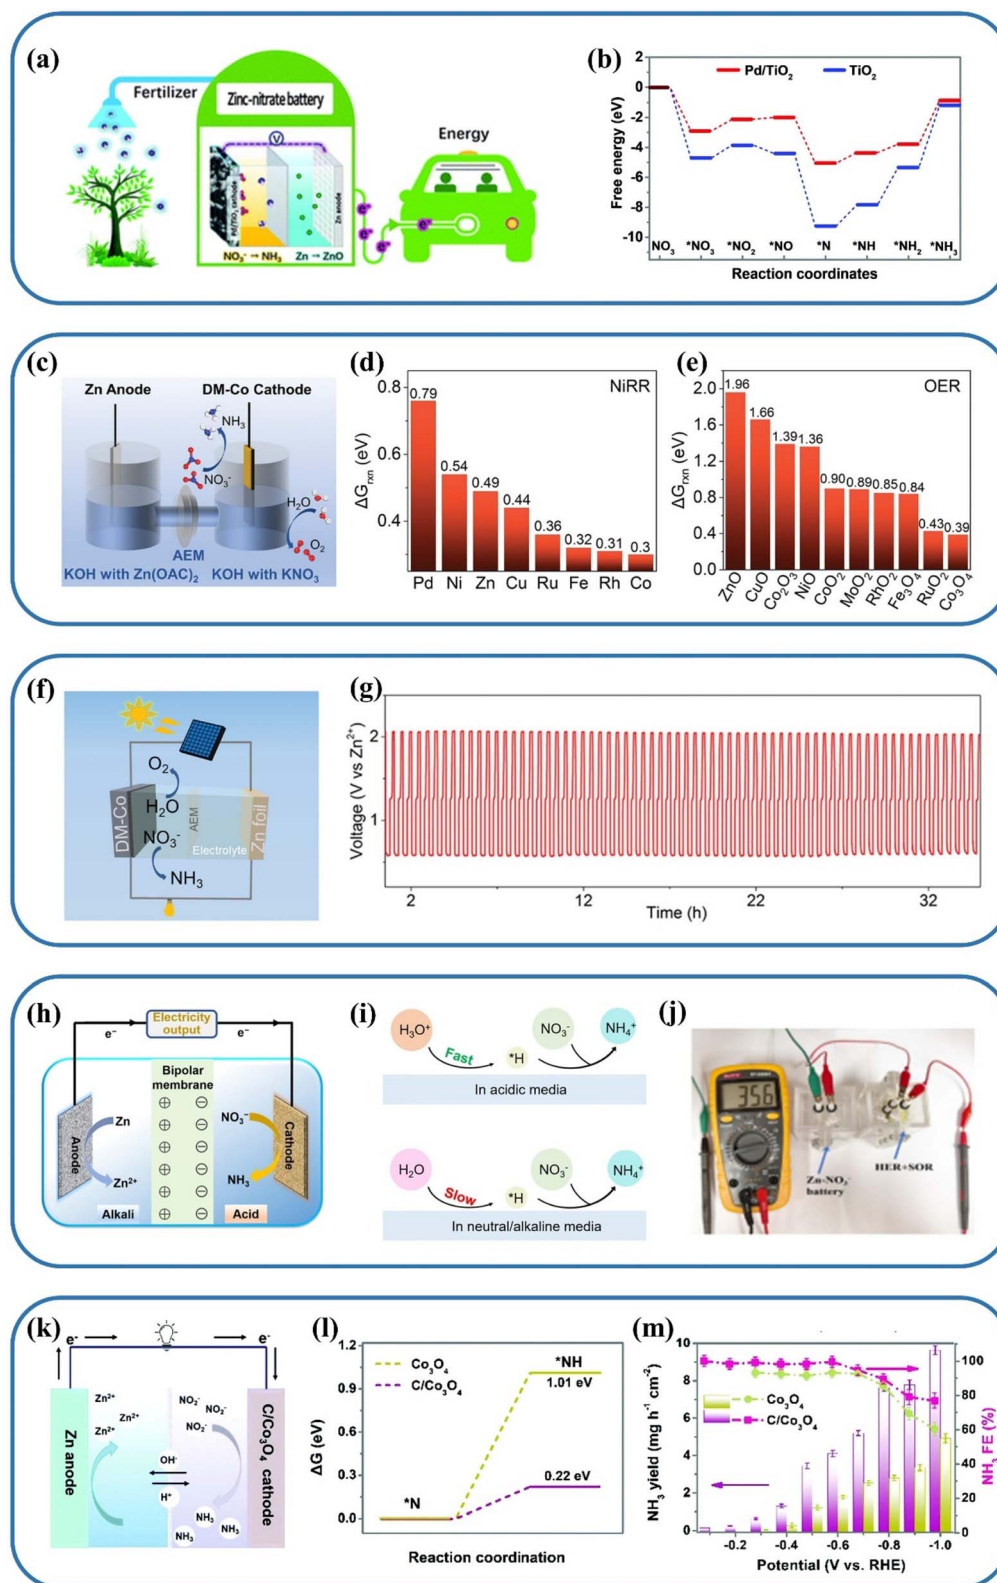 (a)
Fertilizer
Zinc-nitrate battery
V
Energy
Pd/TiO₂ cathode
Zn anode
NO₃⁻ → NH₃
Zn → ZnO
e⁻
e⁻
e⁻
e⁻
(b)
Pd/TiO₂
TiO₂
Free energy (eV)
2
0
-2
-4
-6
-8
-10
NO₃
*NO₃
*NO₂
*NO
*N
*NH
*NH₂
*NH₃
Reaction coordinates
(c)
Zn Anode
DM-Co Cathode
NH₃
NO₃⁻
H₂O
O₂
AEM
KOH with Zn(OAC)₂
KOH with KNO₃
(d)
NiRR
ΔGrxn (eV)
0.8
0.6
0.4
0.79
0.54
0.49
0.44
0.36
0.32
0.31
0.3
Pd Ni Zn Cu Ru Fe Rh Co
(e)
OER
ΔGrxn (eV)
2.0
1.6
1.2
0.8
0.4
0.0
1.96
1.66
1.39
1.36
0.90
0.89
0.85
0.84
0.43
0.39
ZnO
CuO
Co₂O₃
NiO
CoO₂
MoO₂
RhO₂
Fe₃O₄
RuO₂
Co₃O₄
(f)
O₂
H₂O
NO₃⁻
NH₃
DM-Co
AEM
Electrolyte
Zn foil
(g)
Voltage (V vs Zn²⁺)
2
1
2 12 22 32
Time (h)
(h)
Electricity
output
e⁻
e⁻
Bipolar
membrane
Anode
Zn
Zn²⁺
NO₃⁻
NH₃
Cathode
Alkali
Acid
(i)
H₃O⁺
Fast
*H
NO₃⁻
NH₄⁺
In acidic media
H₂O
Slow
*H
NO₃⁻
NH₄⁺
In neutral/alkaline media
(j)
356
Zn-NO₃⁻
battery
HER+SOR
(k)
e⁻
e⁻
Zn anode
Zn²⁺
Zn²⁺
Zn²⁺
NO₂⁻
NO₂⁻
NO₂⁻
OH⁻
H⁺
NH₃
NH₃
NH₃
C/Co₃O₄ cathode
(l)
Co₃O₄
C/Co₃O₄
ΔG (eV)
1.2
0.9
0.6
0.3
0.0
*N
*NH
1.01 eV
0.22 eV
Reaction coordination
(m)
NH₃ yield (mg h⁻¹ cm⁻²)
10
9
8
7
6
5
4
3
2
1
0
Co₃O₄
C/Co₃O₄
NH₃ FE (%)
100
80
60
40
20
0
-0.2 -0.4 -0.6 -0.8 -1.0
Potential (V vs. RHE)